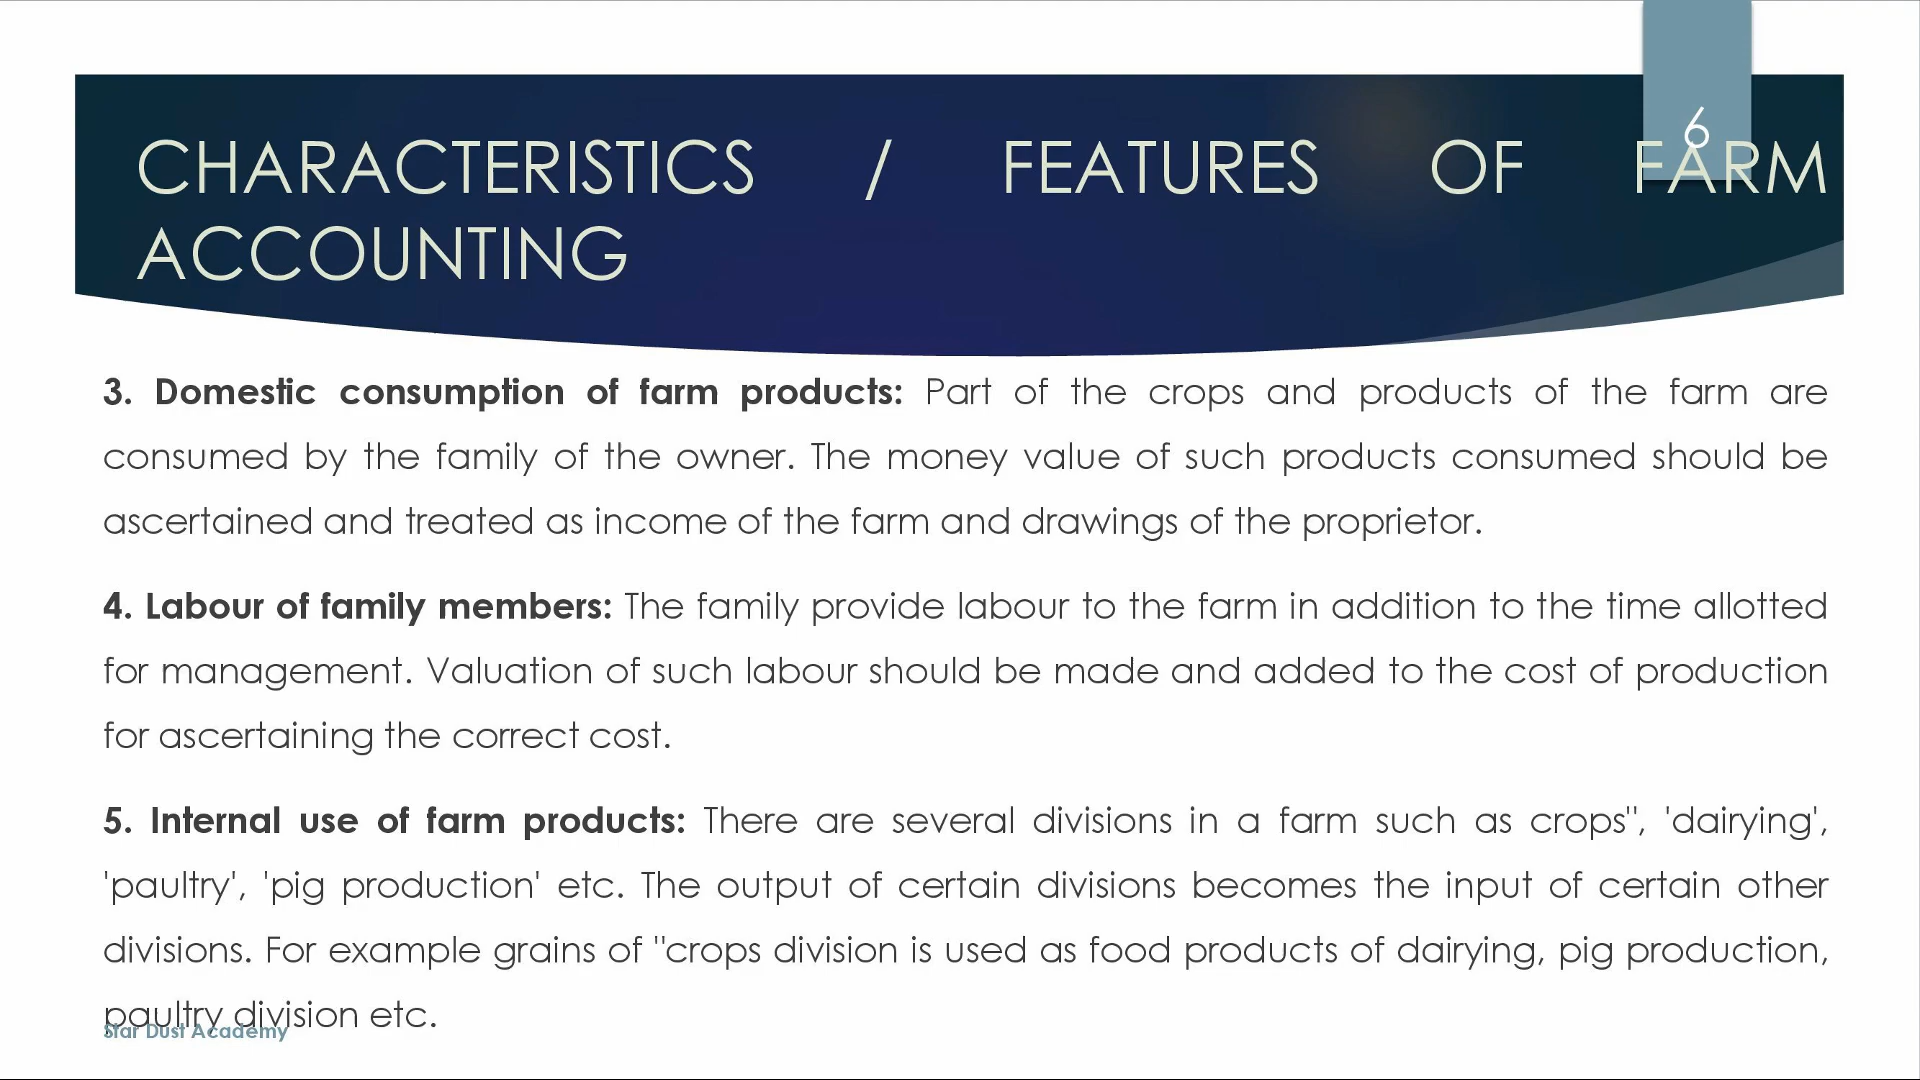 6
CHARACTERISTICS / FEATURES OF FARM
ACCOUNTING
3. Domestic consumption of farm products: Part of the crops and products of the farm are
consumed by the family of the owner. The money value of such products consumed should be
ascertained and treated as income of the farm and drawings of the proprietor.
4. Labour of family members: The family provide labour to the farm in addition to the time allotted
for management. Valuation of such labour should be made and added to the cost of production
for ascertaining the correct cost.
5. Internal use of farm products: There are several divisions in a farm such as crops", 'dairying',
'paultry', 'pig production' etc. The output of certain divisions becomes the input of certain other
divisions. For example grains of "crops division is used as food products of dairying, pig production,
paultry division etc.
Star Dust Academy